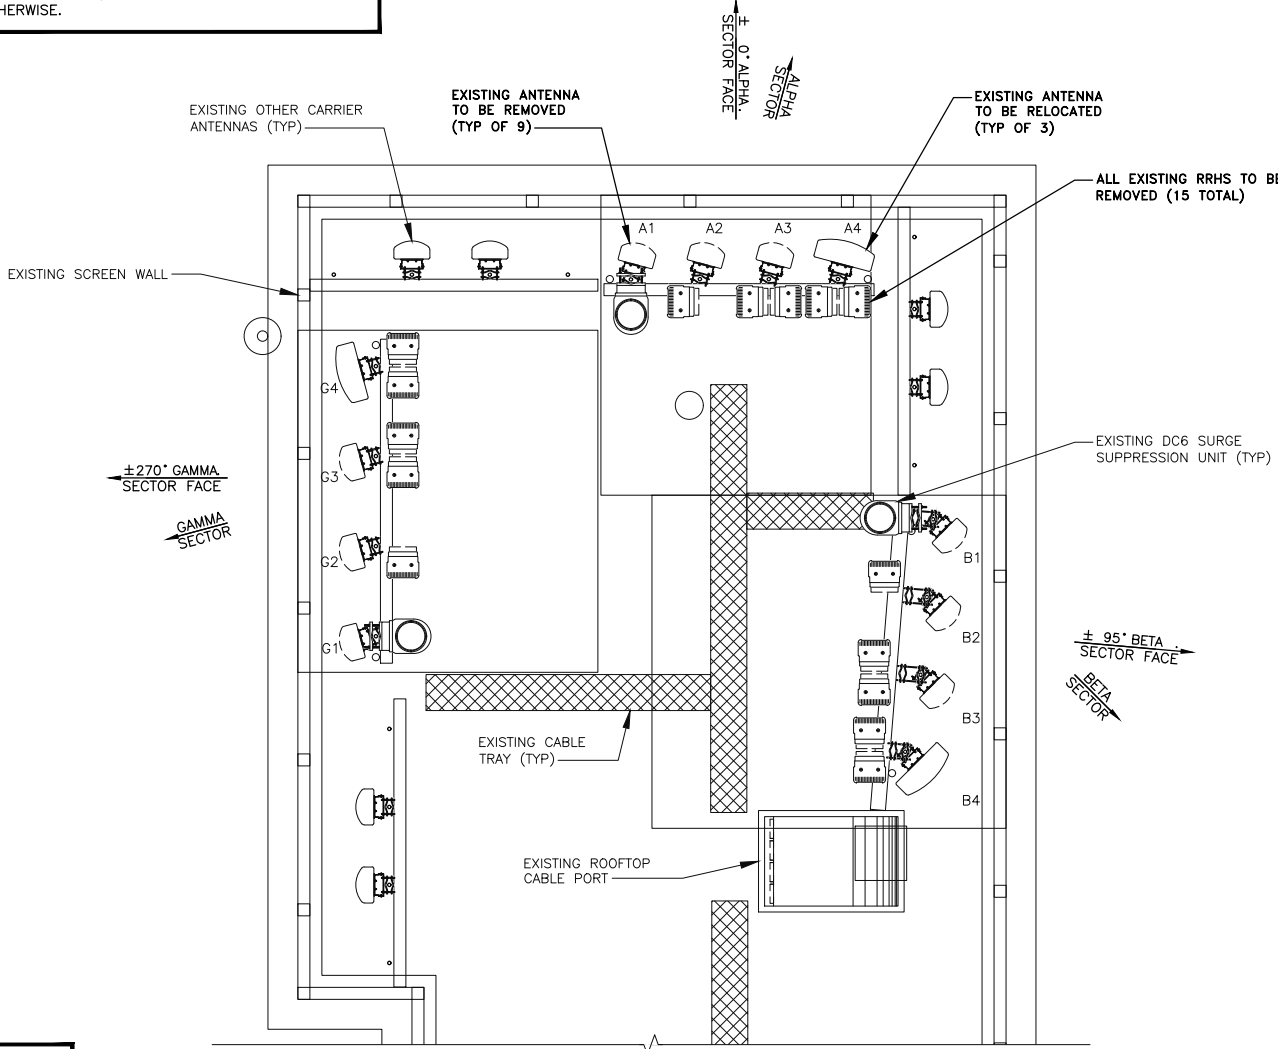 HERWISE.
± 0° ALPHA.
SECTOR FACE
ALPHA
SECTOR
EXISTING OTHER CARRIER
ANTENNAS (TYP)
EXISTING ANTENNA
TO BE REMOVED
(TYP OF 9)
EXISTING ANTENNA
TO BE RELOCATED
(TYP OF 3)
ALL EXISTING RRHS TO BE
REMOVED (15 TOTAL)
A1
A2
A3
A4
EXISTING SCREEN WALL
G4
G3
G2
G1
±270° GAMMA.
SECTOR FACE
GAMMA
SECTOR
EXISTING DC6 SURGE
SUPPRESSION UNIT (TYP)
B1
B2
B3
B4
± 95° BETA .
SECTOR FACE
BETA
SECTOR
EXISTING CABLE
TRAY (TYP)
EXISTING ROOFTOP
CABLE PORT